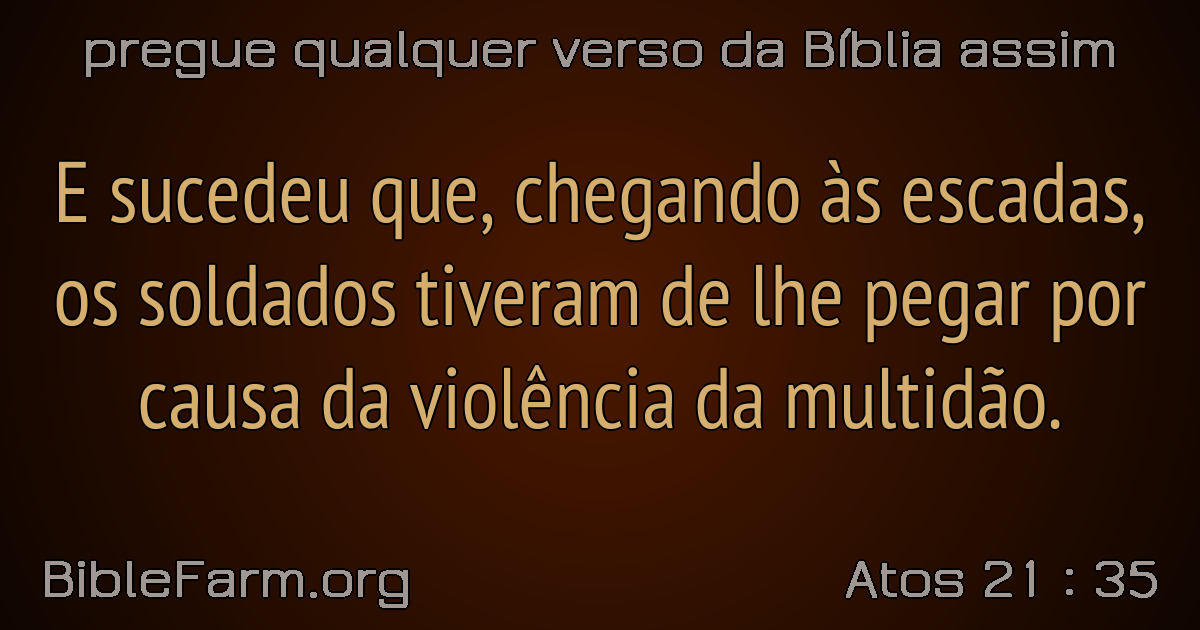 pregue qualquer verso da Bíblia assim
E sucedeu que, chegando às escadas,
os soldados tiveram de lhe pegar por
causa da violência da multidão.
BibleFarm.org
Atos 21 : 35